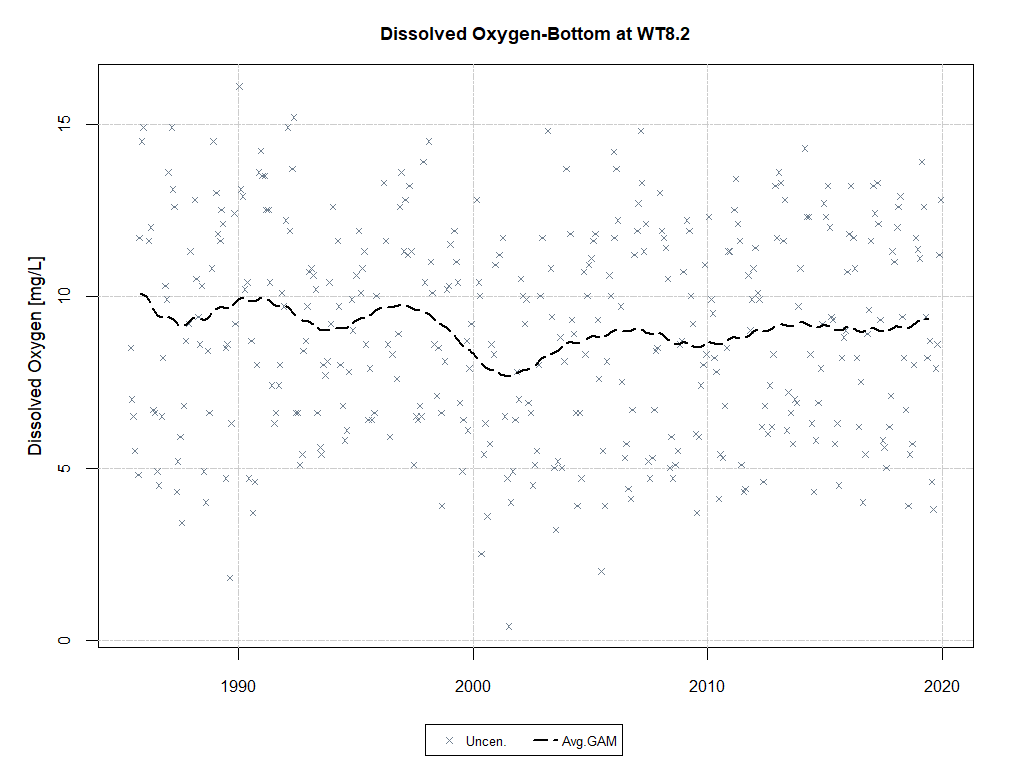 Dissolved Oxygen-Bottom at WT8.2
Dissolved Oxygen [mg/L]
15
10
5
0
1990 2000 2010 2020
Uncen. Avg.GAM